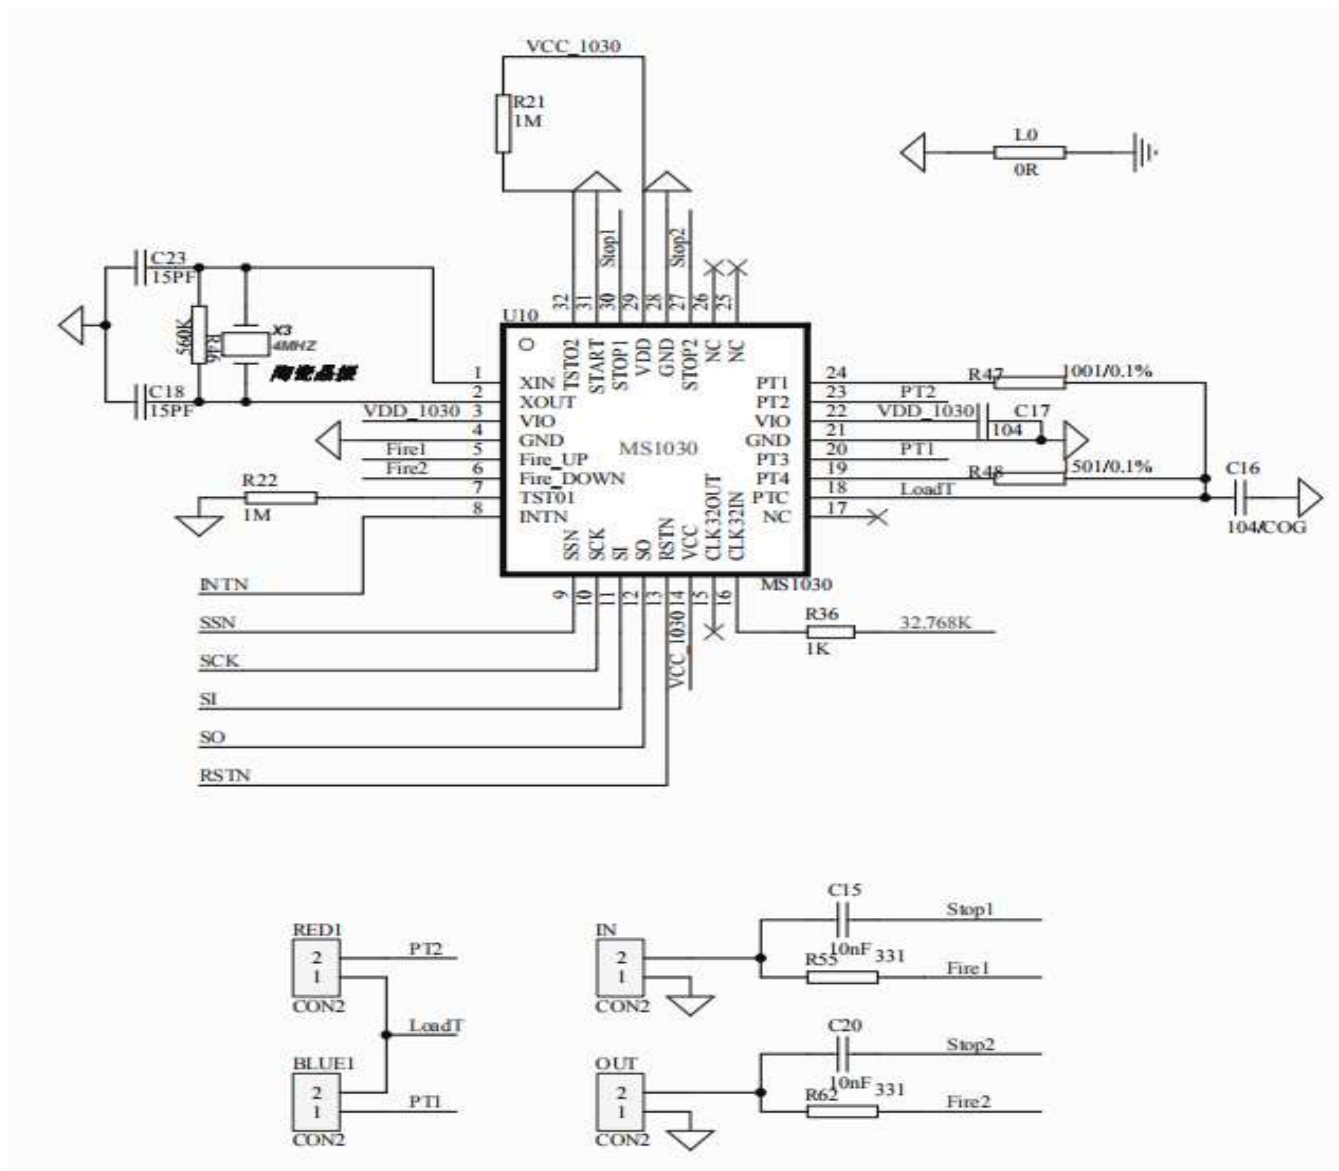 VCC_1030
R21
1M
L0
0R
Stop1
Stop2
C23
15PF
560K
R46
X3
4MHZ
陶瓷晶振
C18
15PF
32
31
30
29
28
27
26
25
U10
TSTO2
START
STOP1
VDD
GND
STOP2
NC
NC
1
XIN
2
XOUT
VDD_1030
3
VIO
4
GND
Fire1
5
Fire_UP
Fire2
6
Fire_DOWN
7
TST01
8
INTN
MS1030
PT1
24
R47
1001/0.1%
PT2
23
PT2
VIO
22
VDD_1030
C17
104
GND
21
PT3
20
PT1
PT4
19
R48
501/0.1%
PTC
18
LoadT
NC
17
C16
104/COG
R22
1M
SSN
SCK
SI
SO
RSTN
VCC
CLK32OUT
CLK32IN
MS1030
9
10
11
12
13
14
15
16
VCC_1030
R36
1K
32.768K
INTN
SSN
SCK
SI
SO
RSTN
RED1
2
1
CON2
PT2
LoadT
BLUE1
2
1
CON2
PT1
IN
2
1
CON2
C15
10nF
Stop1
R55
331
Fire1
OUT
2
1
CON2
C20
10nF
Stop2
R62
331
Fire2